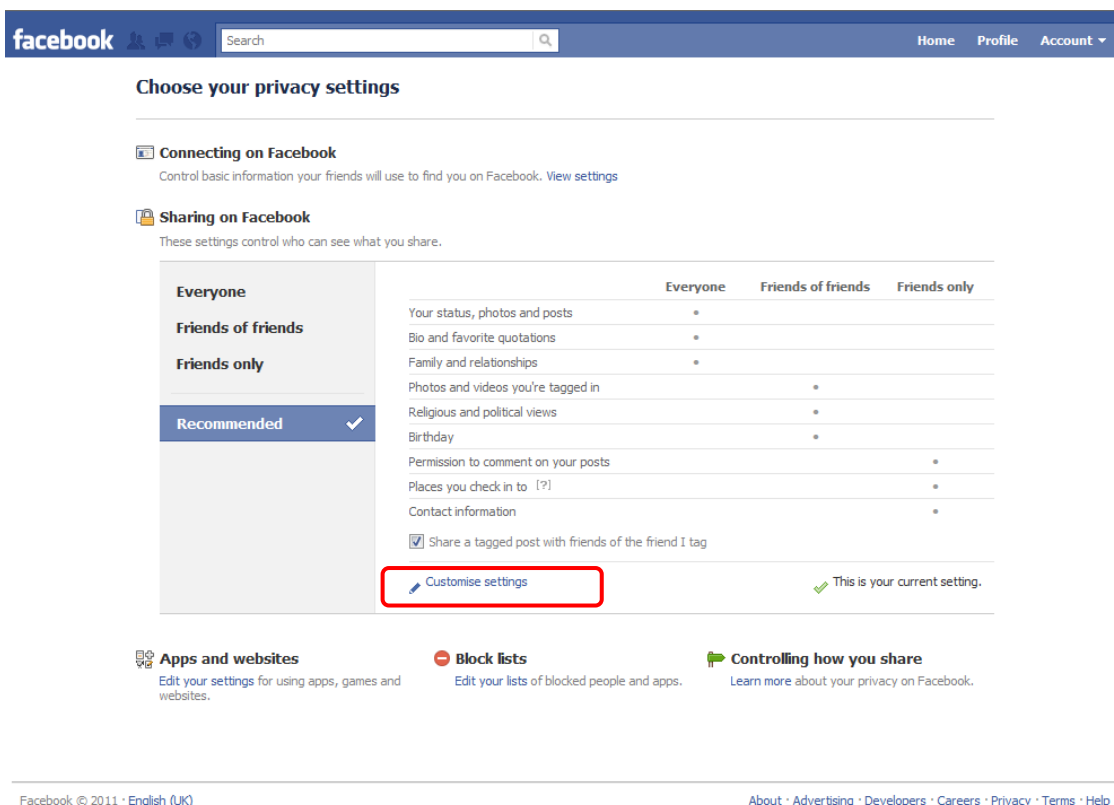 facebook Search Home Profile Account
Choose your privacy settings
Connecting on Facebook
Control basic information your friends will use to find you on Facebook. View settings
Sharing on Facebook
These settings control who can see what you share.
Everyone
Friends of friends
Friends only
Recommended
Everyone Friends of friends Friends only
Your status, photos and posts
Bio and favorite quotations
Family and relationships
Photos and videos you're tagged in
Religious and political views
Birthday
Permission to comment on your posts
Places you check in to [?]
Contact information
Share a tagged post with friends of the friend I tag
Customise settings This is your current setting.
Apps and websites
Edit your settings for using apps, games and
websites.
Block lists
Edit your lists of blocked people and apps.
Controlling how you share
Learn more about your privacy on Facebook.
Facebook © 2011 · English (UK) About · Advertising · Developers · Careers · Privacy · Terms · Help